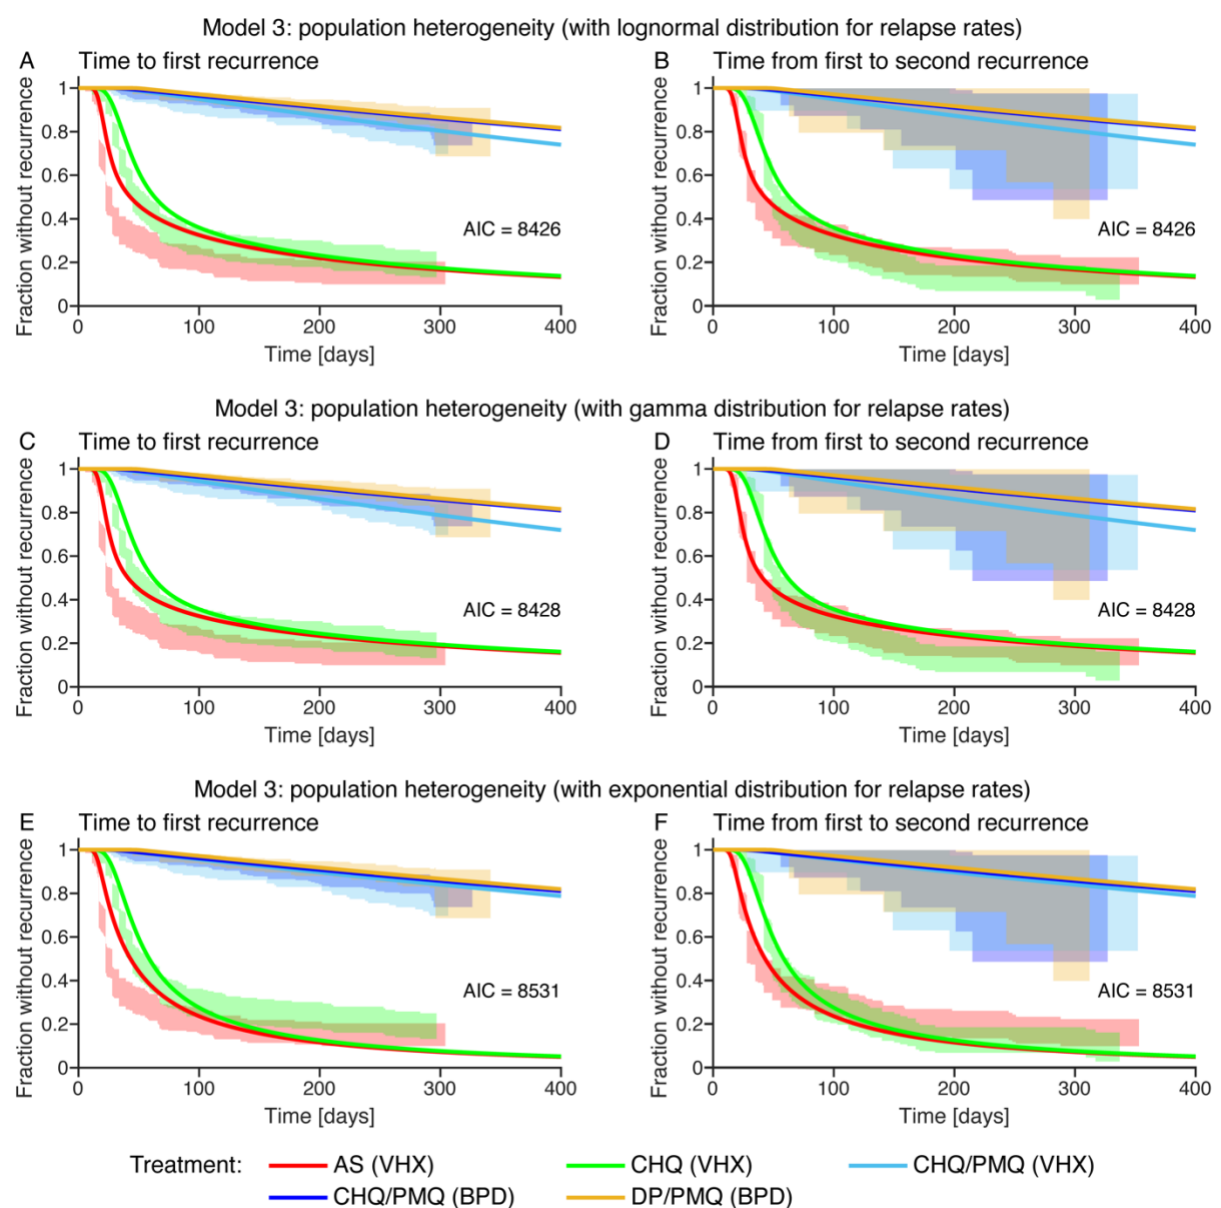 Model 3: population heterogeneity (with lognormal distribution for relapse rates)
A Time to first recurrence
Fraction without recurrence
1
0.8
0.6
0.4
0.2
0
AIC = 8426
0 100 200 300 400
Time [days]
B Time from first to second recurrence
Fraction without recurrence
1
0.8
0.6
0.4
0.2
0
AIC = 8426
0 100 200 300 400
Time [days]
Model 3: population heterogeneity (with gamma distribution for relapse rates)
C Time to first recurrence
Fraction without recurrence
1
0.8
0.6
0.4
0.2
0
AIC = 8428
0 100 200 300 400
Time [days]
D Time from first to second recurrence
Fraction without recurrence
1
0.8
0.6
0.4
0.2
0
AIC = 8428
0 100 200 300 400
Time [days]
Model 3: population heterogeneity (with exponential distribution for relapse rates)
E Time to first recurrence
Fraction without recurrence
1
0.8
0.6
0.4
0.2
0
AIC = 8531
0 100 200 300 400
Time [days]
F Time from first to second recurrence
Fraction without recurrence
1
0.8
0.6
0.4
0.2
0
AIC = 8531
0 100 200 300 400
Time [days]
Treatment: AS (VHX) CHQ (VHX) CHQ/PMQ (VHX)
CHQ/PMQ (BPD) DP/PMQ (BPD)